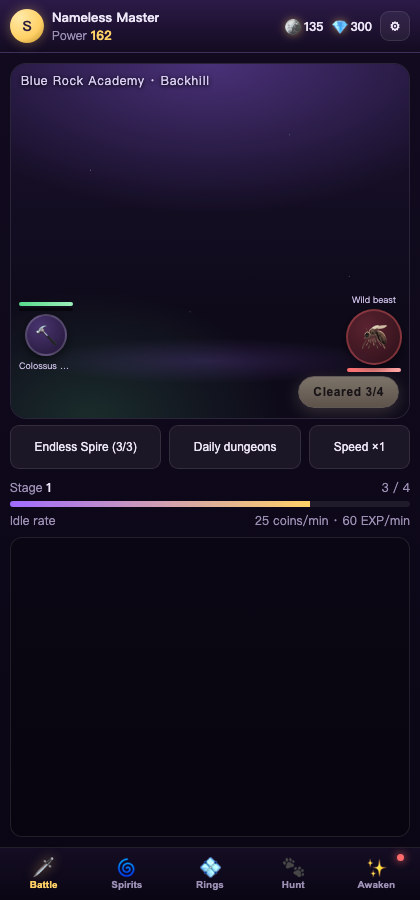 S
Nameless Master
Power 162
135
300
Blue Rock Academy · Backhill
Wild beast
Colossus ...
Cleared 3/4
Endless Spire (3/3)
Daily dungeons
Speed ×1
Stage 1
3 / 4
Idle rate
25 coins/min · 60 EXP/min
Battle
Spirits
Rings
Hunt
Awaken